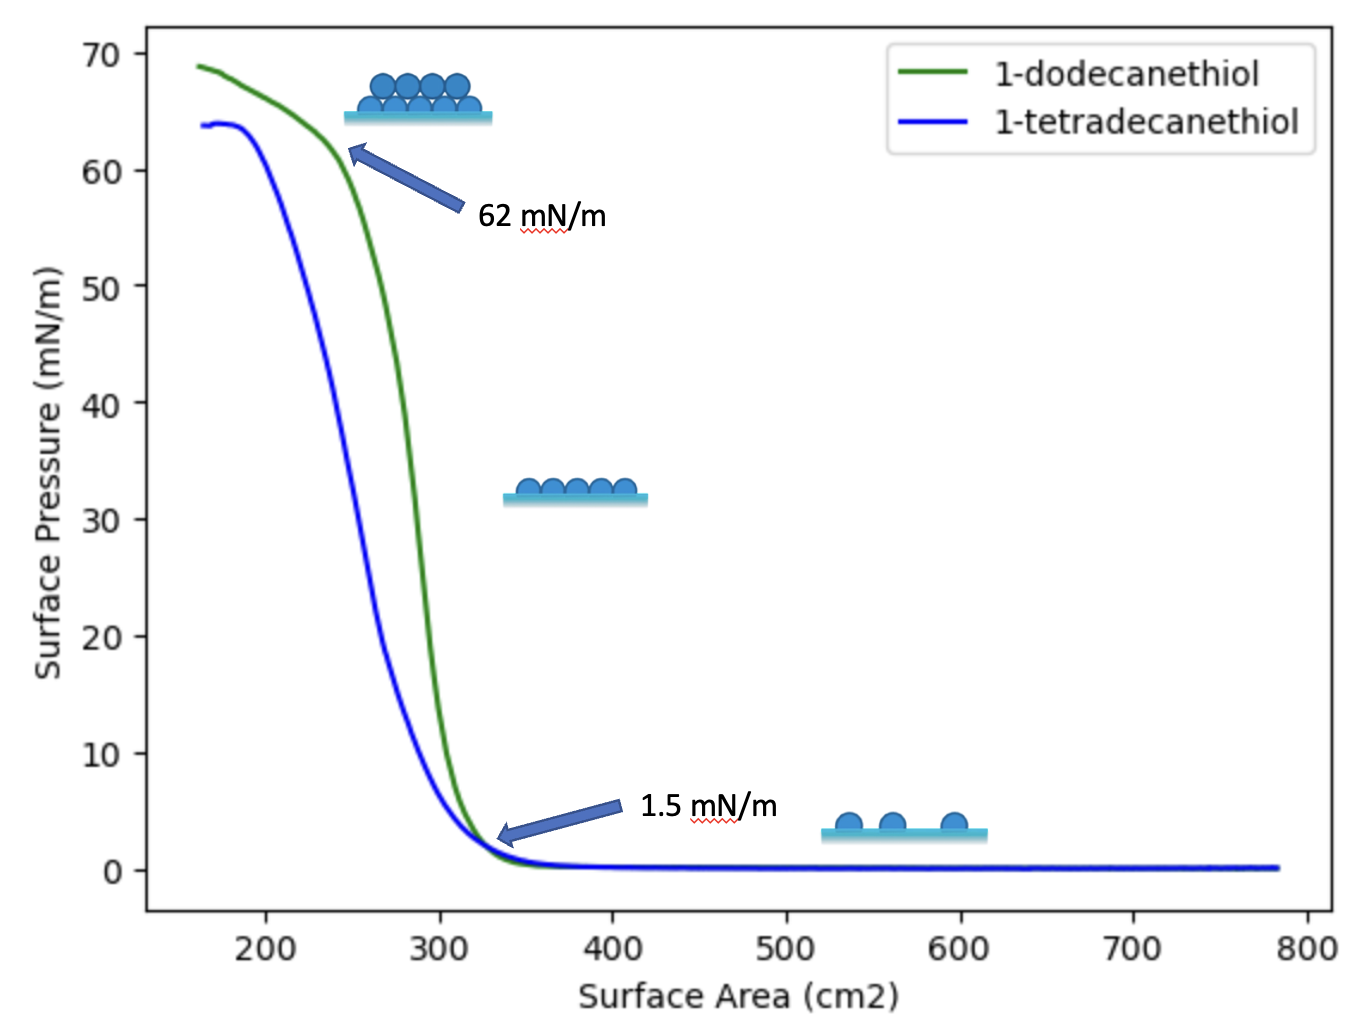 70
60
50
40
30
20
10
0
Surface Pressure (mN/m)
1-dodecanethiol
1-tetradecanethiol
62 mN/m
1.5 mN/m
200 300 400 500 600 700 800
Surface Area (cm2)